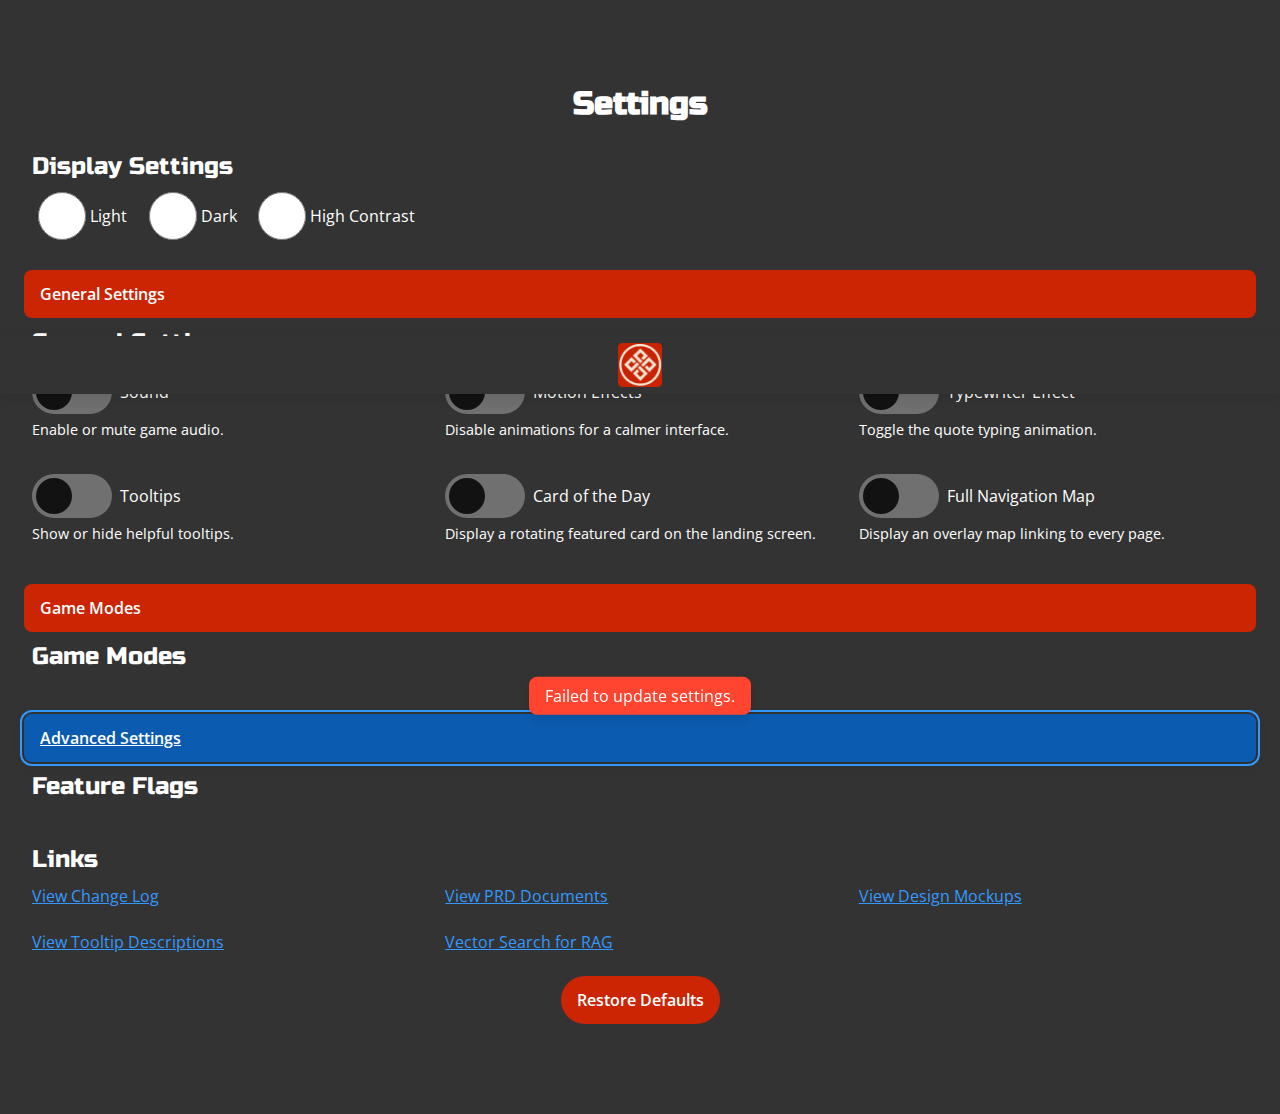 Settings
Display Settings
Light Dark High Contrast
General Settings
Sound Motion Effects Typewriter Effect
Enable or mute game audio. Disable animations for a calmer interface. Toggle the quote typing animation.
Tooltips Card of the Day Full Navigation Map
Show or hide helpful tooltips. Display a rotating featured card on the landing screen. Display an overlay map linking to every page.
Game Modes
Game Modes
Failed to update settings.
Advanced Settings
Feature Flags
Links
View Change Log View PRD Documents View Design Mockups
View Tooltip Descriptions Vector Search for RAG
Restore Defaults